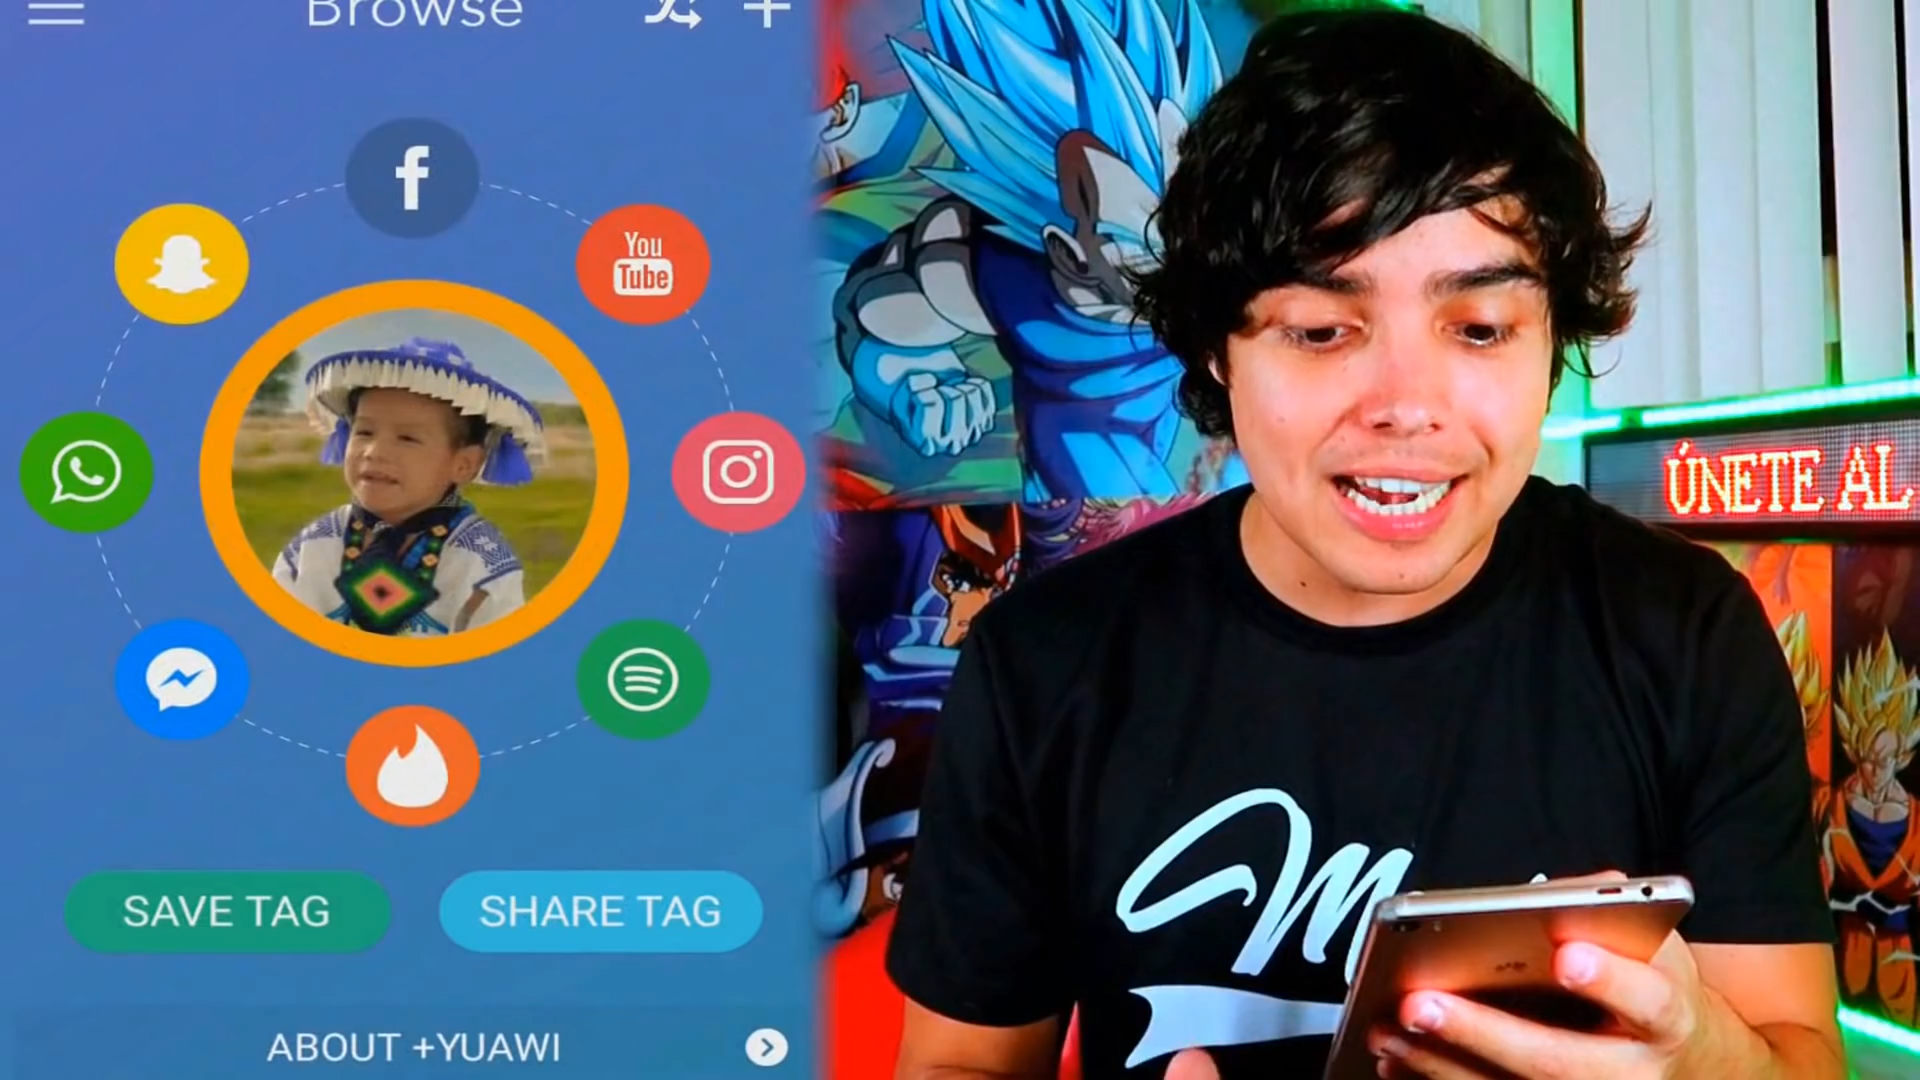 Browse
f
You
Tube
ÚNETE AL
SAVE TAG
SHARE TAG
ABOUT +YUAWI